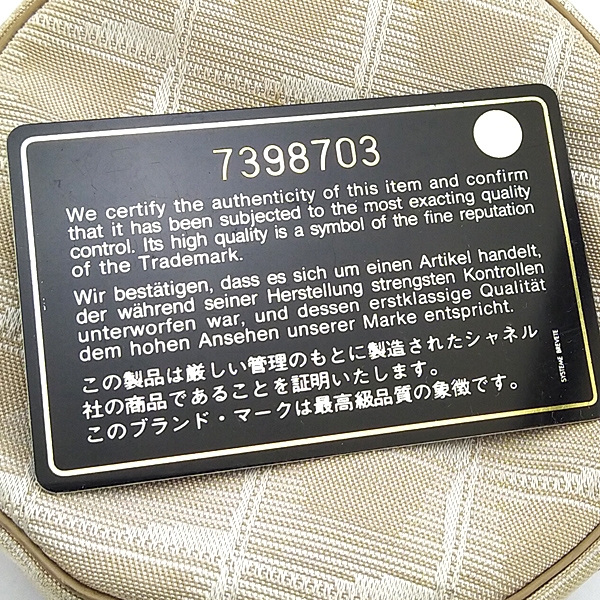 7398703
We certify the authenticity of this item and confirm
that it has been subjected to the most exacting quality
control. Its high quality is a symbol of the fine reputation
of the Trademark.
Wir bestätigen, dass es sich um einen Artikel handelt,
der während seiner Herstellung strengsten Kontrollen
unterworfen war, und dessen erstklassige Qualität
dem hohen Ansehen unserer Marke entspricht.
この製品は厳しい管理のもとに製造されたシャネル
社の商品であることを証明いたします。
このブランド・マークは最高級品質の象徴です。
SYSTEME BREVETE